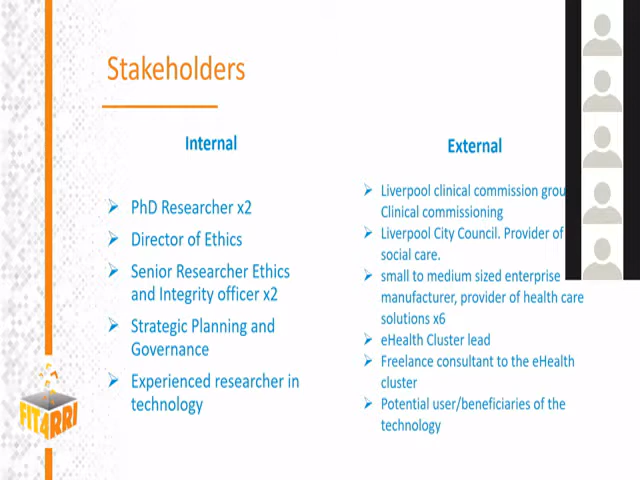 Stakeholders
Internal
PhD Researcher x2
Director of Ethics
Senior Researcher Ethics
and Integrity officer x2
Strategic Planning and
Governance
Experienced researcher in
technology
External
Liverpool clinical commission grou
Clinical commissioning
Liverpool City Council. Provider of
social care.
small to medium sized enterprise
manufacturer, provider of health care
solutions x6
eHealth Cluster lead
Freelance consultant to the eHealth
cluster
Potential user/beneficiaries of the
technology
FIT4RRI